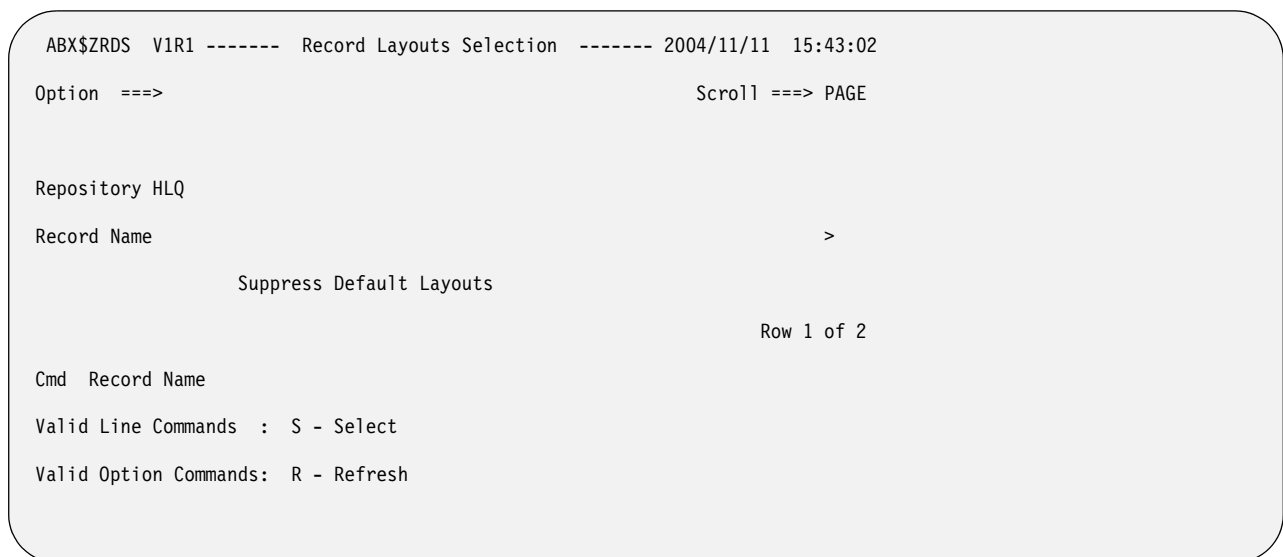 ABX$ZRDS V1R1 ------- Record Layouts Selection ------- 2004/11/11 15:43:02
Option ===> Scroll ===> PAGE
Repository HLQ
Record Name >
Suppress Default Layouts
Row 1 of 2
Cmd Record Name
Valid Line Commands : S - Select
Valid Option Commands: R - Refresh